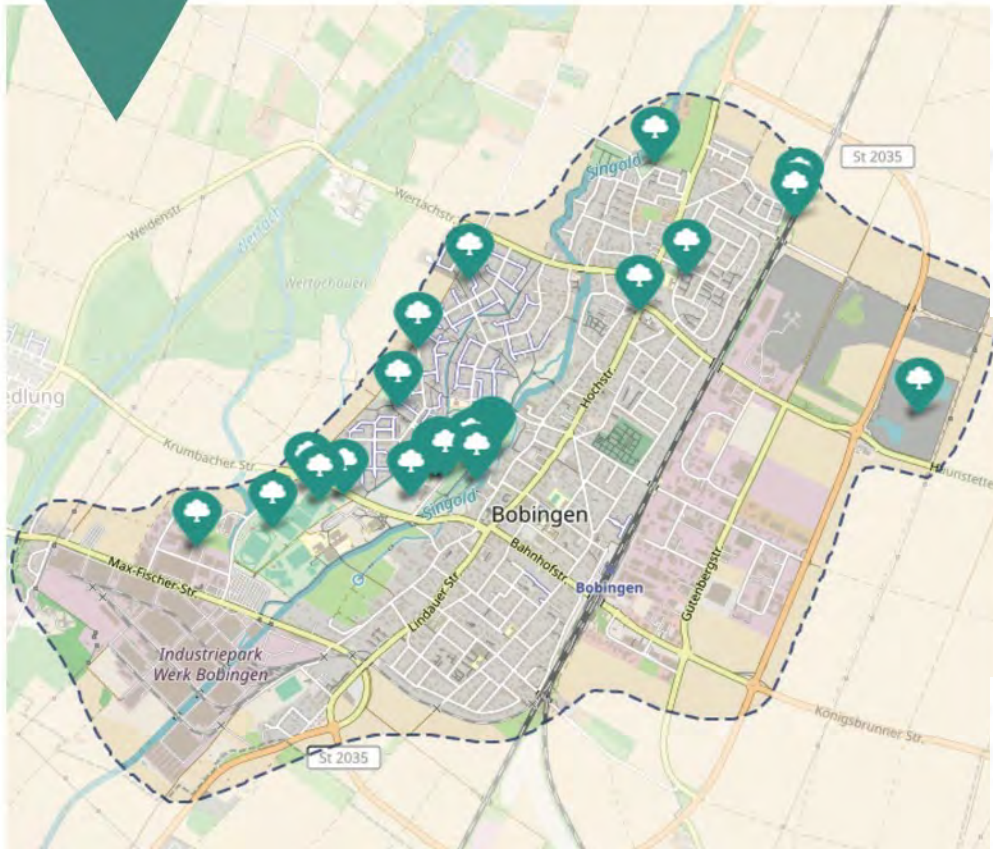 Singold
St 2035
Wertachstr.
Weidenstr.
Wertach
Wertachauen
edlung
Hochstr.
Krumbacher Str.
Haunstette
Singold
Bobingen
Bahnhofstr.
Bobingen
Max-Fischer-Str.
Lindauer Str.
Gutenbergstr.
Industriepark
Werk Bobingen
Königsbrunner Str.
St 2035